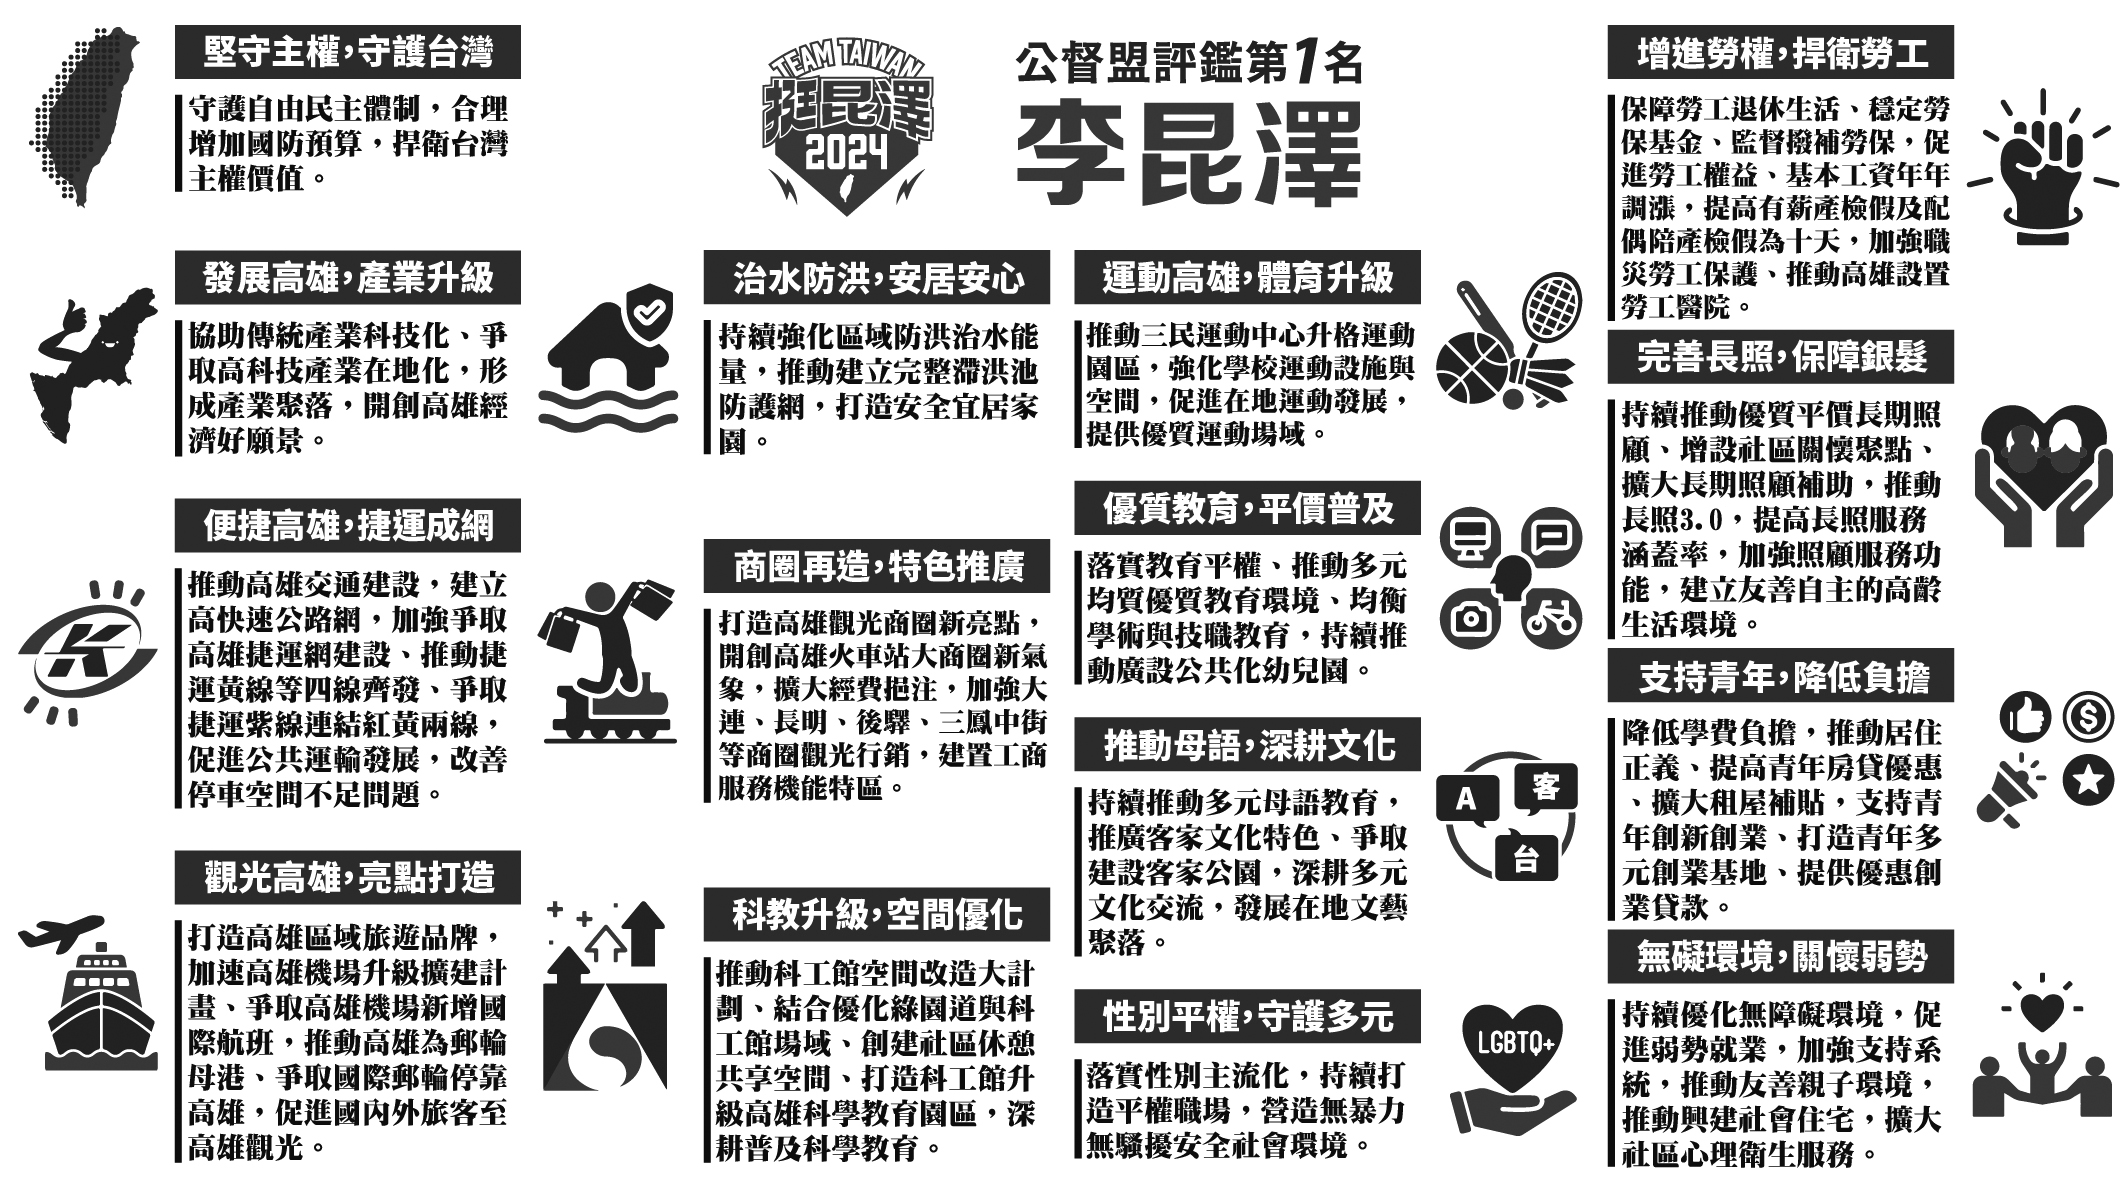 堅守主權,守護台灣
守護自由民主體制,合理
增加國防預算,捍衛台灣
主權價值。
發展高雄,產業升級
協助傳統產業科技化、爭
取高科技產業在地化,形
成產業聚落,開創高雄經
濟好願景。
便捷高雄,捷運成網
推動高雄交通建設,建立
高快速公路網,加強爭取
高雄捷運網建設、推動捷
運黃線等四線齊發、爭取
捷運紫線連結紅黃兩線,
促進公共運輸發展,改善
停車空間不足問題。
觀光高雄,亮點打造
打造高雄區域旅遊品牌,
加速高雄機場升級擴建計
畫、爭取高雄機場新增國
際航班,推動高雄為郵輪
母港、爭取國際郵輪停靠
高雄,促進國內外旅客至
高雄觀光。
TEAM TAIWAN
挺昆澤
2024
公督盟評鑑第1名
李昆澤
治水防洪,安居安心
持續強化區域防洪治水能
量,推動建立完整滯洪池
防護網,打造安全宜居家
園。
商圈再造,特色推廣
打造高雄觀光商圈新亮點,
開創高雄火車站大商圈新氣
象,擴大經費挹注,加強大
連、長明、後驛、三鳳中街
等商圈觀光行銷,建置工商
服務機能特區。
科教升級,空間優化
推動科工館空間改造大計
劃、結合優化綠園道與科
工館場域、創建社區休憩
共享空間、打造科工館升
級高雄科學教育園區,深
耕普及科學教育。
運動高雄,體育升級
推動三民運動中心升格運動
園區,強化學校運動設施與
空間,促進在地運動發展,
提供優質運動場域。
優質教育,平價普及
落實教育平權、推動多元
均質優質教育環境、均衡
學術與技職教育,持續推
動廣設公共化幼兒園。
推動母語,深耕文化
持續推動多元母語教育,
推廣客家文化特色、爭取
建設客家公園,深耕多元
文化交流,發展在地文藝
聚落。
A
客
台
性別平權,守護多元
落實性別主流化,持續打
造平權職場,營造無暴力
無騷擾安全社會環境。
LGBTQ+
增進勞權,捍衛勞工
保障勞工退休生活、穩定勞
保基金、監督撥補勞保,促
進勞工權益、基本工資年年
調漲,提高有薪產檢假及配
偶陪產檢假為十天,加強職
災勞工保護、推動高雄設置
勞工醫院。
完善長照,保障銀髮
持續推動優質平價長期照
顧、增設社區關懷聚點、
擴大長期照顧補助,推動
長照3.0,提高長照服務
涵蓋率,加強照顧服務功
能,建立友善自主的高齡
生活環境。
支持青年,降低負擔
降低學費負擔,推動居住
正義、提高青年房貸優惠
、擴大租屋補貼,支持青
年創新創業、打造青年多
元創業基地、提供優惠創
業貸款。
$
無礙環境,關懷弱勢
持續優化無障礙環境,促
進弱勢就業,加強支持系
統,推動友善親子環境,
推動興建社會住宅,擴大
社區心理衛生服務。